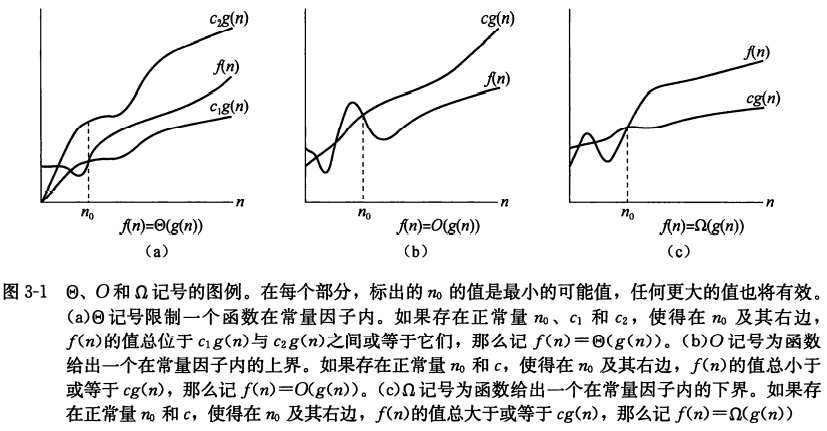 c₂g(n)
f(n)
c₁g(n)
n
n₀
f(n)=Θ(g(n))
(a)
cg(n)
f(n)
n
n₀
f(n)=O(g(n))
(b)
f(n)
cg(n)
n
n₀
f(n)=Ω(g(n))
(c)
图 3-1 Θ、O和Ω记号的图例。在每个部分，标出的 n₀ 的值是最小的可能值，任何更大的值也将有效。
(a)Θ记号限制一个函数在常量因子内。如果存在正常量 n₀、c₁ 和 c₂，使得在 n₀ 及其右边，
f(n)的值总位于 c₁g(n)与 c₂g(n)之间或等于它们，那么记 f(n)=Θ(g(n))。(b)O记号为函数
给出一个在常量因子内的上界。如果存在正常量 n₀ 和 c，使得在 n₀ 及其右边，f(n)的值总小于
或等于 cg(n)，那么记 f(n)=O(g(n))。(c)Ω记号为函数给出一个在常量因子内的下界。如果存
在正常量 n₀ 和 c，使得在 n₀ 及其右边，f(n)的值总大于或等于 cg(n)，那么记 f(n)=Ω(g(n))